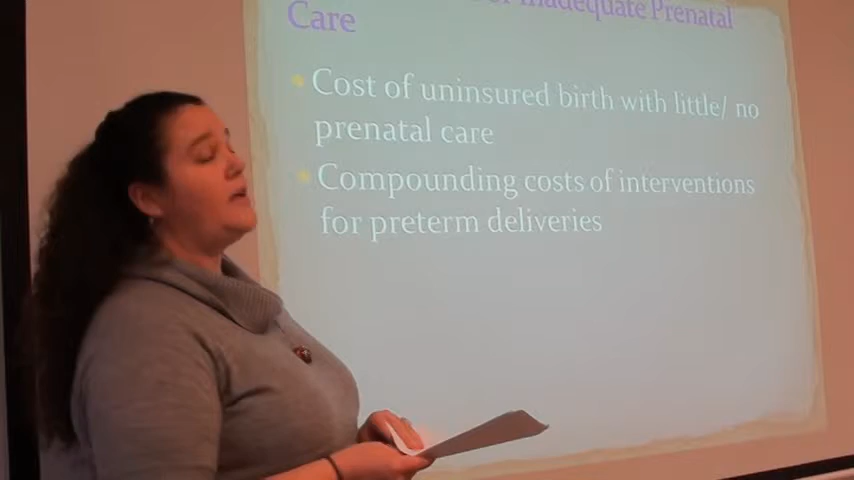 Inadequate Prenatal
Care
Cost of uninsured birth with little/ no
prenatal care
Compounding costs of interventions
for preterm deliveries